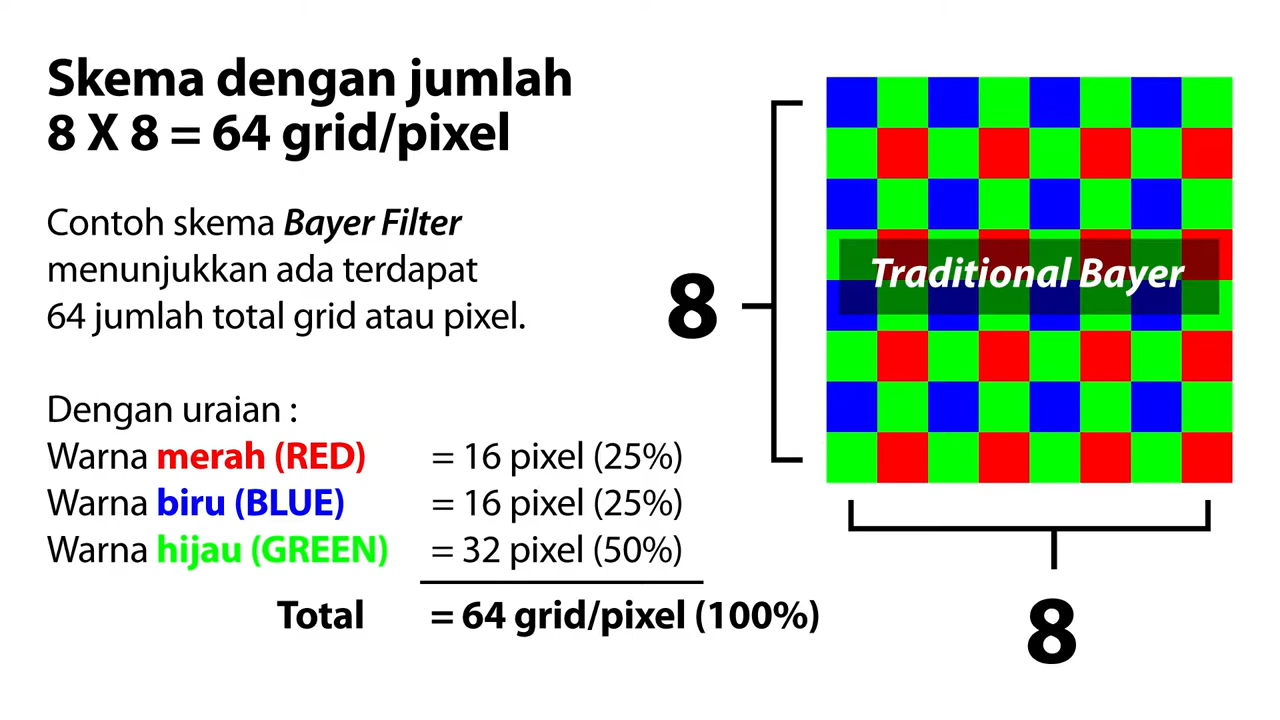 Skema dengan jumlah
8 X 8 = 64 grid/pixel
Contoh skema Bayer Filter
menunjukkan ada terdapat
64 jumlah total grid atau pixel.
Dengan uraian :
Warna merah (RED) = 16 pixel (25%)
Warna biru (BLUE) = 16 pixel (25%)
Warna hijau (GREEN) = 32 pixel (50%)
Total = 64 grid/pixel (100%)
8
Traditional Bayer
8